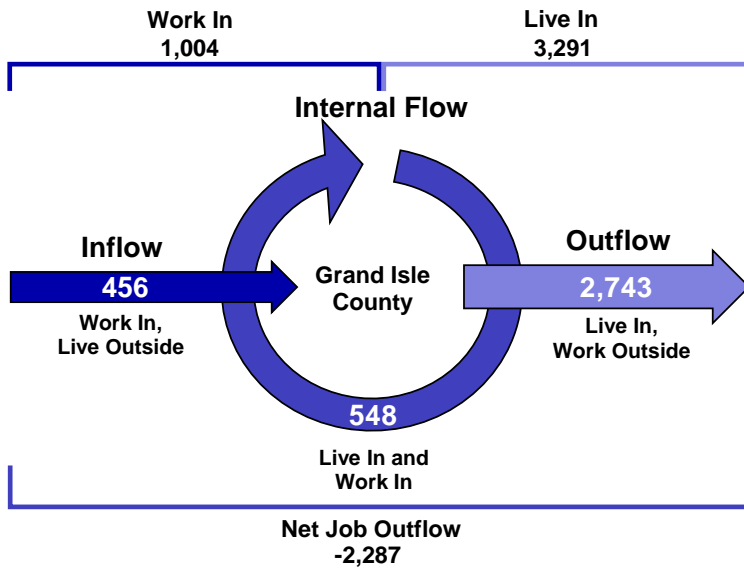 Work In
1,004
Live In
3,291
Internal Flow
Inflow
456
Work In,
Live Outside
Grand Isle
County
Outflow
2,743
Live In,
Work Outside
548
Live In and
Work In
Net Job Outflow
-2,287